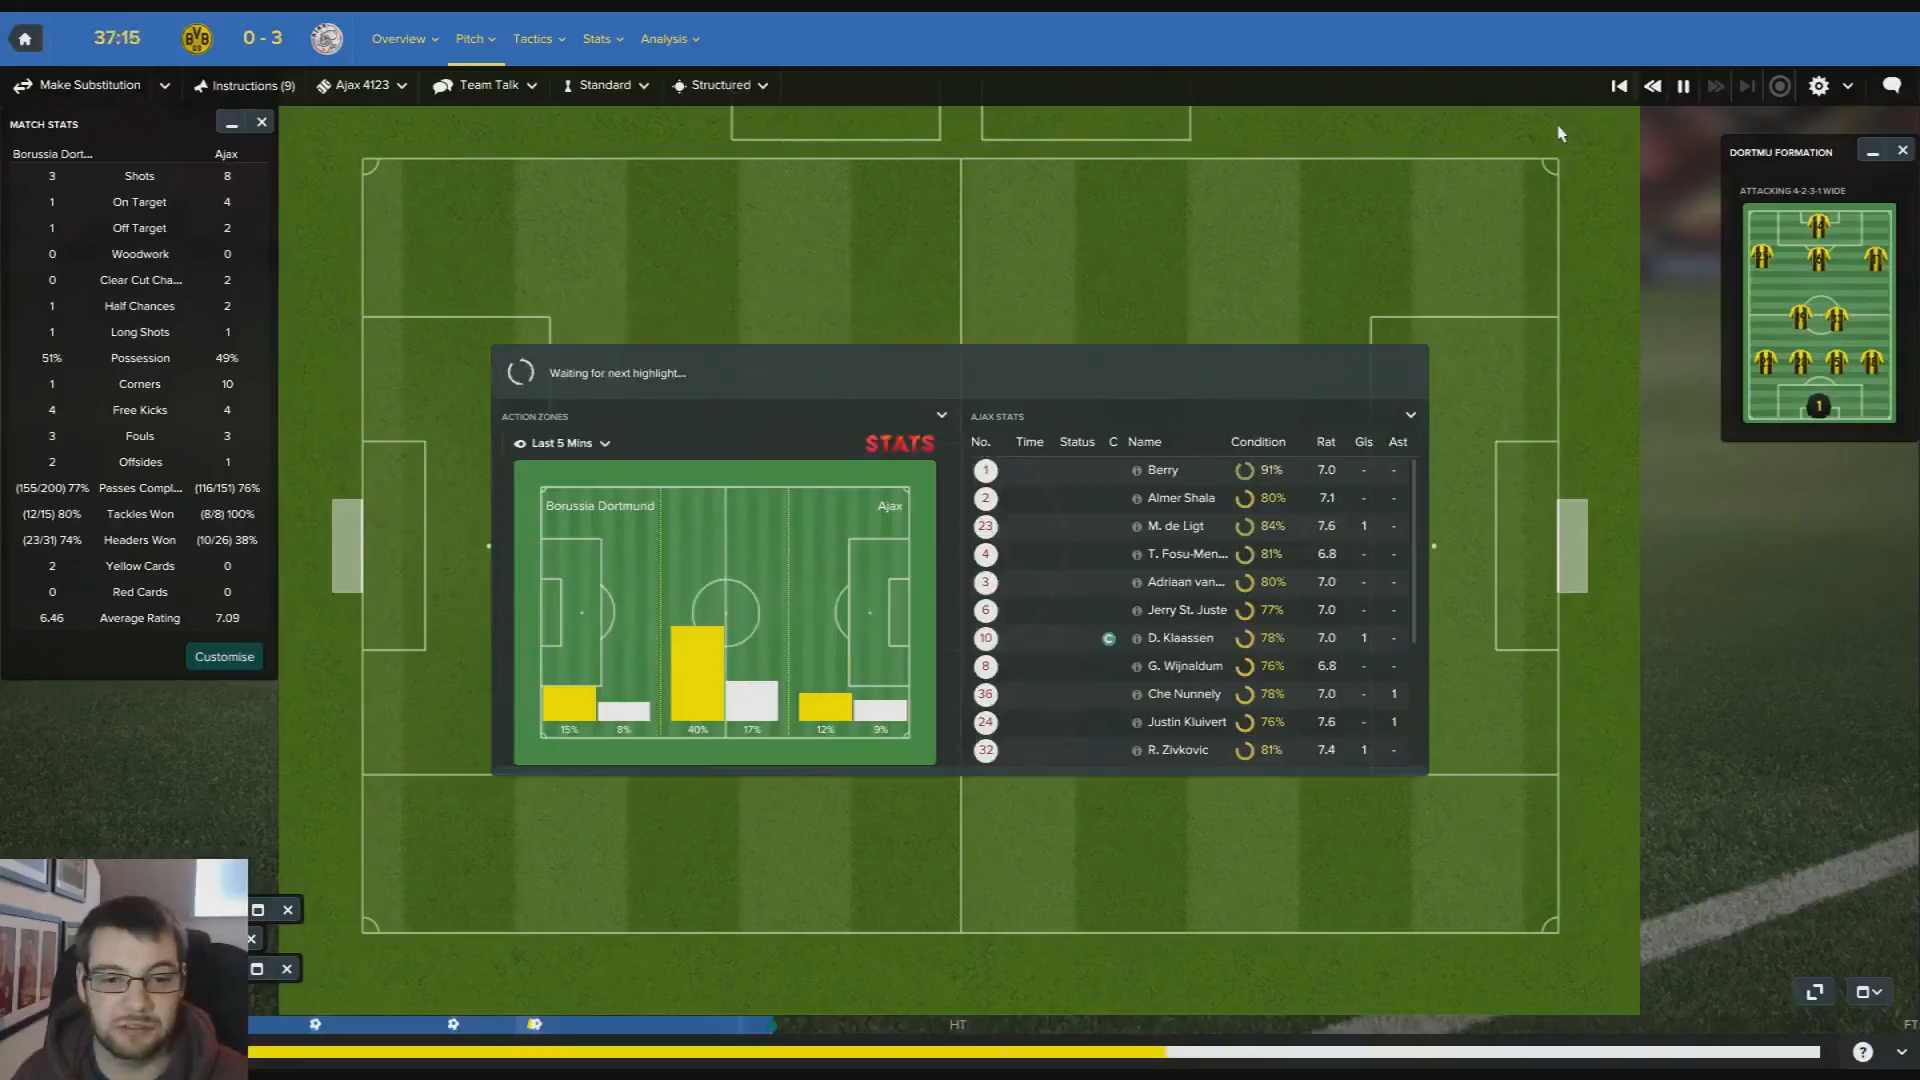 37:15 BVB 09 0 - 3 Overview Pitch Tactics Stats Analysis
Make Substitution Instructions (9) Ajax 4123 Team Talk Standard Structured
MATCH STATS
Borussia Dort... Ajax
3 Shots 8
1 On Target 4
1 Off Target 2
0 Woodwork 0
0 Clear Cut Cha... 2
1 Half Chances 2
1 Long Shots 1
51% Possession 49%
1 Corners 10
4 Free Kicks 4
3 Fouls 3
2 Offsides 1
(155/200) 77% Passes Compl... (116/151) 76%
(12/15) 80% Tackles Won (8/8) 100%
(23/31) 74% Headers Won (10/26) 38%
2 Yellow Cards 0
0 Red Cards 0
6.46 Average Rating 7.09
Customise
Waiting for next highlight...
ACTION ZONES
Last 5 Mins STATS
Borussia Dortmund Ajax
15% 8% 40% 17% 12% 9%
AJAX STATS
No. Time Status C Name Condition Rat Gls Ast
1 Berry 91% 7.0 - -
2 Almer Shala 80% 7.1 - -
23 M. de Ligt 84% 7.6 1 -
4 T. Fosu-Men... 81% 6.8 - -
3 Adriaan van... 80% 7.0 - -
6 Jerry St. Juste 77% 7.0 - -
10 C D. Klaassen 78% 7.0 1 -
8 G. Wijnaldum 76% 6.8 - -
36 Che Nunnely 78% 7.0 - 1
24 Justin Kluivert 76% 7.6 - 1
32 R. Zivkovic 81% 7.4 1 -
DORTMU FORMATION
ATTACKING 4-2-3-1 WIDE
1
HT FT
?